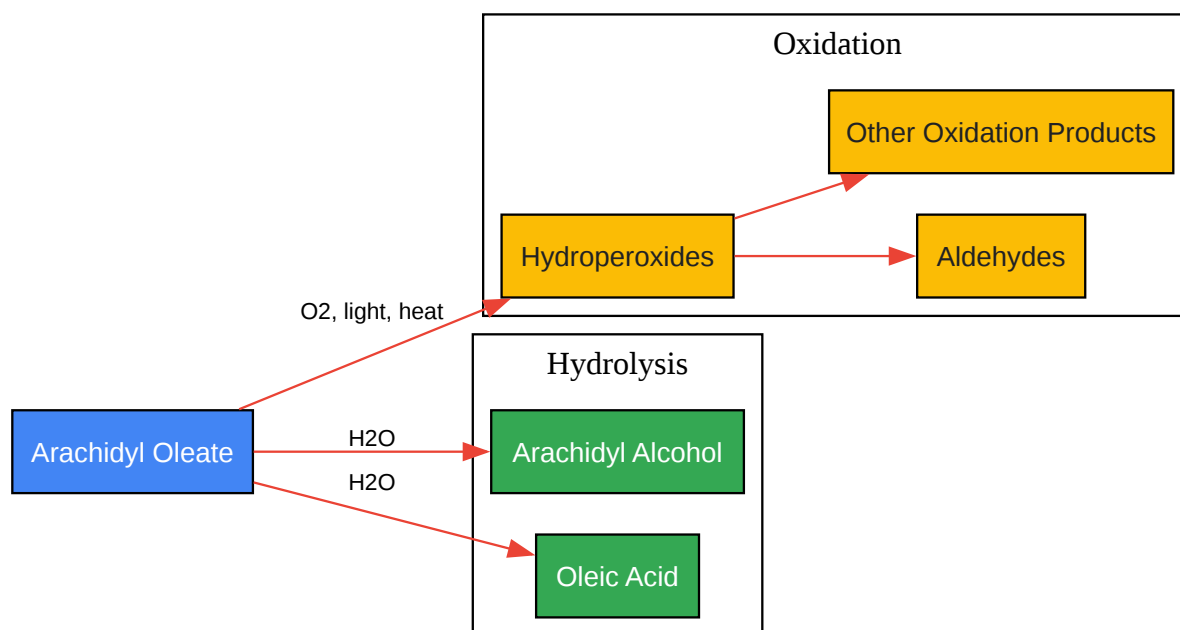 Oxidation
Other Oxidation Products
Hydroperoxides
Aldehydes
O2, light, heat
Hydrolysis
Arachidyl Oleate
H2O
Arachidyl Alcohol
H2O
Oleic Acid